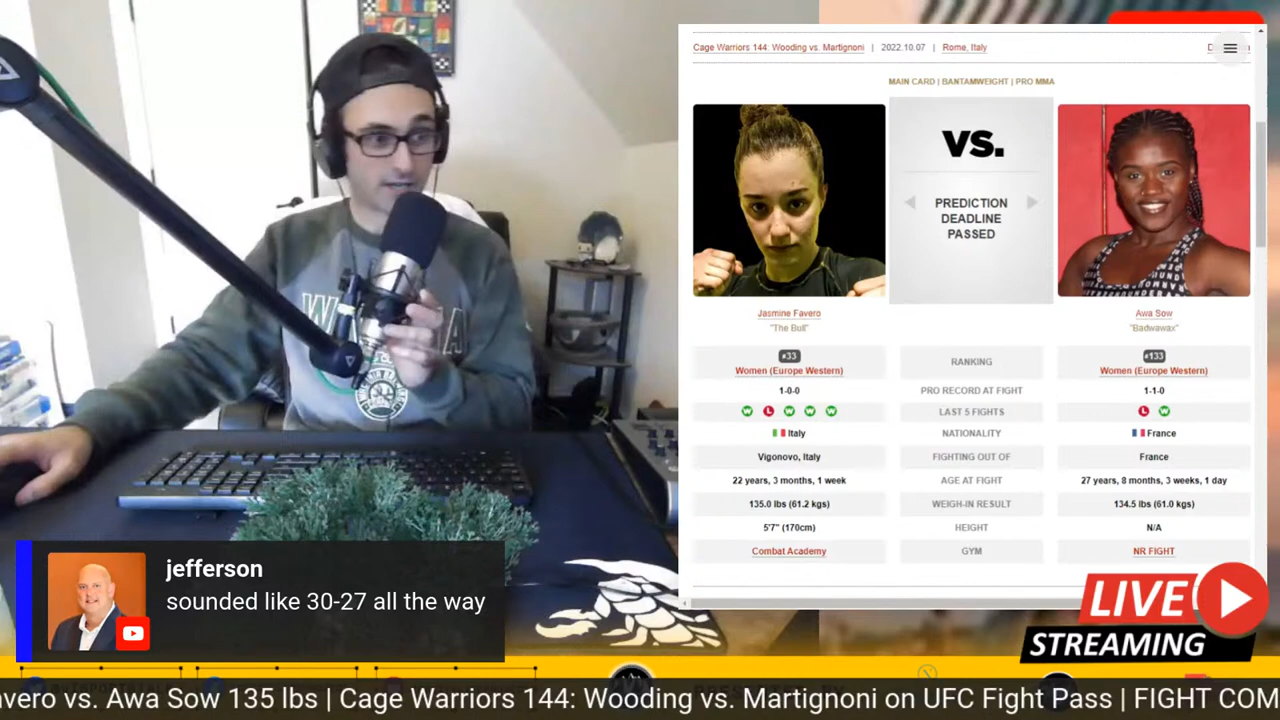 Cage Warriors 144: Wooding vs. Martignoni | 2022.10.07 | Rome, Italy
MAIN CARD | BANTAMWEIGHT | PRO MMA
VS.
PREDICTION
DEADLINE
PASSED
Jasmine Favero
"The Bull"
Awa Sow
"Badwawax"
#33 RANKING #133
Women (Europe Western) Women (Europe Western)
1-0-0 PRO RECORD AT FIGHT 1-1-0
W L W W W LAST 5 FIGHTS L W
Italy NATIONALITY France
Vigonovo, Italy FIGHTING OUT OF France
22 years, 3 months, 1 week AGE AT FIGHT 27 years, 8 months, 3 weeks, 1 day
135.0 lbs (61.2 kgs) WEIGH-IN RESULT 134.5 lbs (61.0 kgs)
5'7" (170cm) HEIGHT N/A
Combat Academy GYM NR FIGHT
jefferson
sounded like 30-27 all the way
LIVE
STREAMING
avero vs. Awa Sow 135 lbs | Cage Warriors 144: Wooding vs. Martignoni on UFC Fight Pass | FIGHT COM